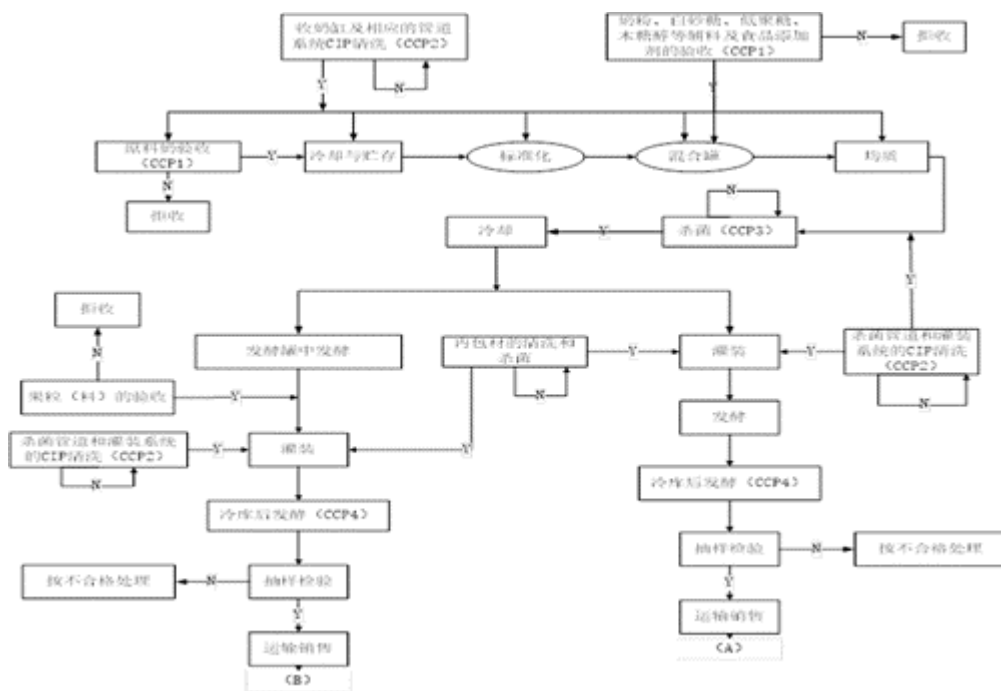 收奶缸及相应的管道
系统CIP清洗（CCP2）
奶粉、白砂糖、低果糖、
木糖醇等辅料及食品添加
剂的验收（CCP1）
N
拒收
Y
N
Y
原料奶验收
（CCP1）
Y
冷却与贮存
标准化
混合罐
均质
N
拒收
N
冷却
Y
杀菌（CCP3）
Y
拒收
N
发酵罐中发酵
内包材的清洗和
杀菌
Y
灌装
Y
杀菌管道和灌装
系统的CIP清洗
（CCP2）
N
N
果粒（料）的验收
Y
发酵
杀菌管道和灌装系统
的CIP清洗（CCP2）
Y
灌装
Y
N
冷库后发酵（CCP4）
冷库后发酵（CCP4）
抽样检验
N
按不合格处理
按不合格处理
N
抽样检验
Y
Y
运输销售
（A）
运输销售
（B）